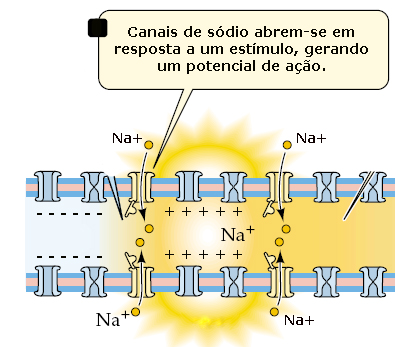 Canais de sódio abrem-se em
resposta a um estímulo, gerando
um potencial de ação.
Na+
Na+
- - - - - -
+ + + + +
Na+
- - - - - -
+ + + + +
Na+
Na+